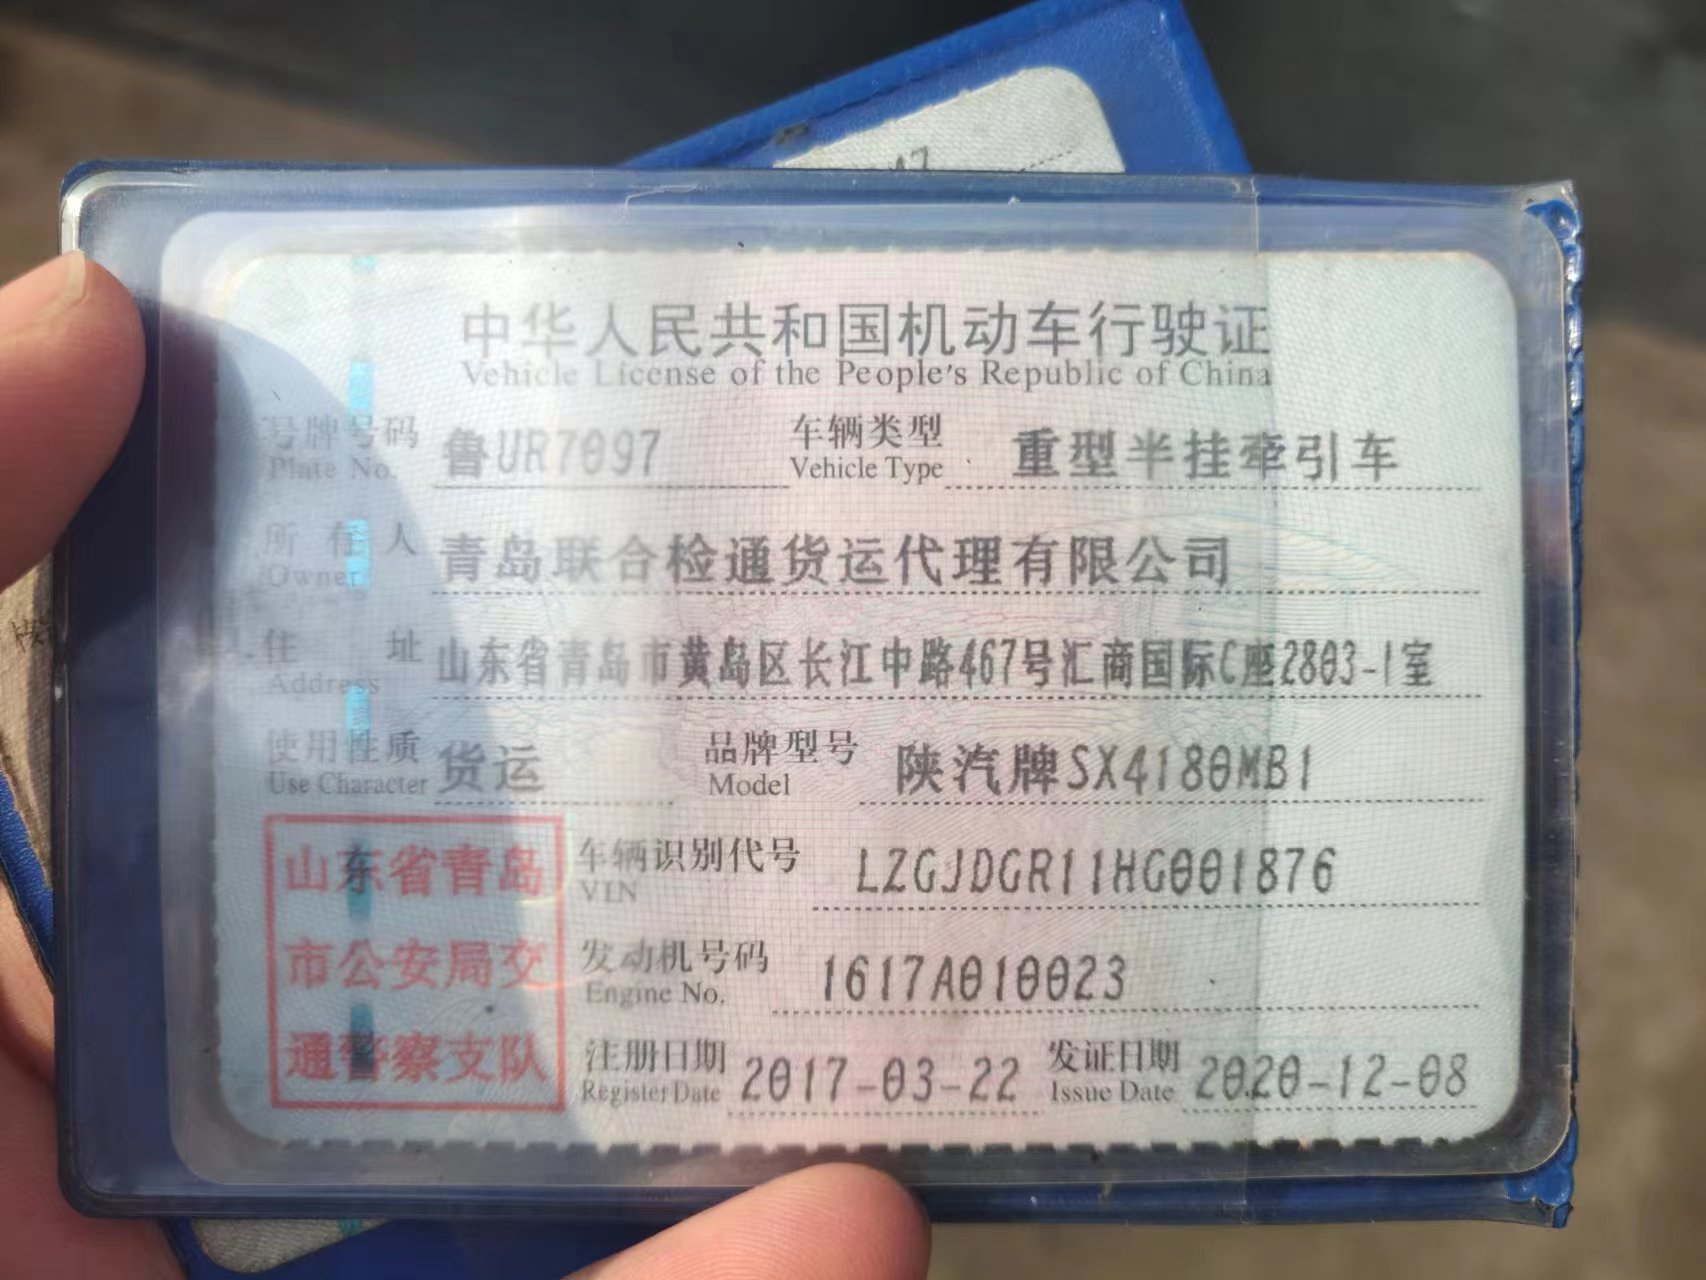 中华人民共和国机动车行驶证
Vehicle License of the People's Republic of China
号牌号码 鲁UR7097 车辆类型 重型半挂牵引车
Plate No. Vehicle Type
所有人 青岛联合检通货运代理有限公司
Owner
住址 山东省青岛市黄岛区长江中路467号汇商国际C座2803-1室
Address
使用性质 货运 品牌型号 陕汽牌SX4180MB1
Use Character Model
山东省青岛
市公安局交
通警察支队
车辆识别代号 LZGJDGR11HG001876
VIN
发动机号码 1617A010023
Engine No.
注册日期 2017-03-22 发证日期 2020-12-08
Register Date Issue Date